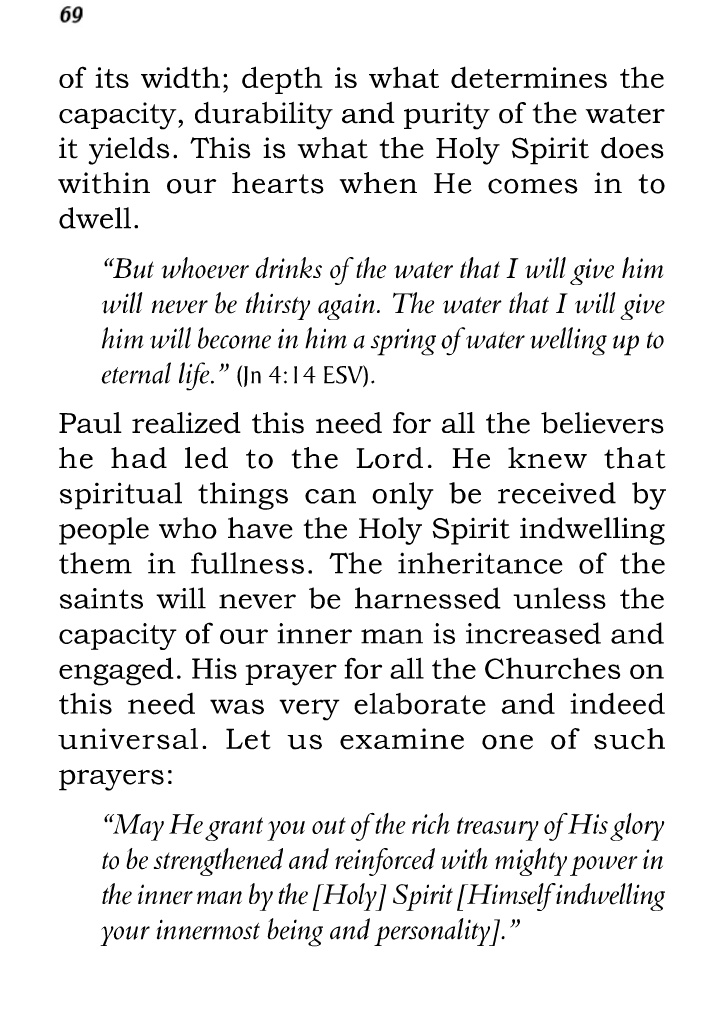 69
of its width; depth is what determines the
capacity, durability and purity of the water
it yields. This is what the Holy Spirit does
within our hearts when He comes in to
dwell.
“But whoever drinks of the water that I will give him
will never be thirsty again. The water that I will give
him will become in him a spring of water welling up to
eternal life.” (Jn 4:14 ESV).
Paul realized this need for all the believers
he had led to the Lord. He knew that
spiritual things can only be received by
people who have the Holy Spirit indwelling
them in fullness. The inheritance of the
saints will never be harnessed unless the
capacity of our inner man is increased and
engaged. His prayer for all the Churches on
this need was very elaborate and indeed
universal. Let us examine one of such
prayers:
“May He grant you out of the rich treasury of His glory
to be strengthened and reinforced with mighty power in
the inner man by the [Holy] Spirit [Himself indwelling
your innermost being and personality].”